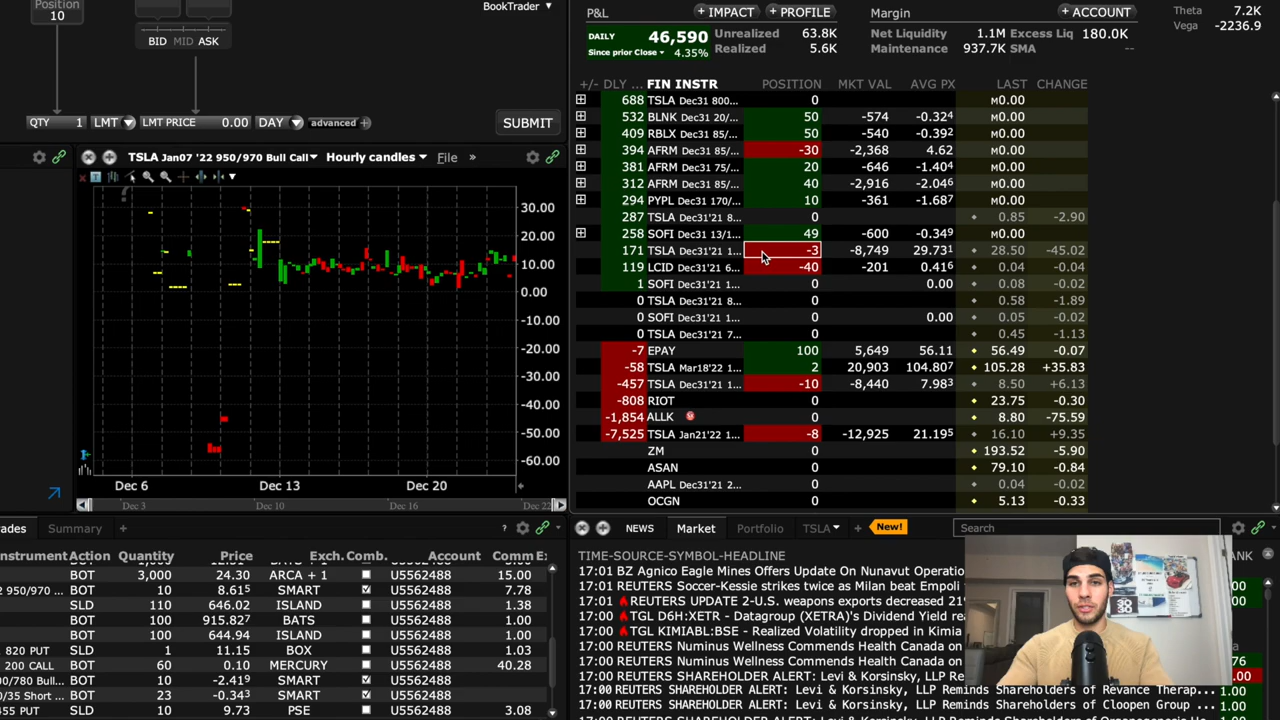 Position
10
BookTrader
BID MID ASK
QTY 1 LMT LMT PRICE 0.00 DAY advanced SUBMIT
P&L + IMPACT + PROFILE Margin + ACCOUNT Theta 7.2K
Vega -2236.9
DAILY 46,590 Unrealized 63.8K Net Liquidity 1.1M Excess Liq 180.0K
Since prior Close 4.35% Realized 5.6K Maintenance 937.7K SMA --
+/- DLY ... FIN INSTR POSITION MKT VAL AVG PX LAST CHANGE
688 TSLA Dec31 800... 0 M0.00
532 BLNK Dec31 20/... 50 -574 -0.324 M0.00
409 RBLX Dec31 85/... 50 -540 -0.392 M0.00
394 AFRM Dec31 85/... -30 -2,368 4.62 M0.00
381 AFRM Dec31 75/... 20 -646 -1.404 M0.00
312 AFRM Dec31 85/... 40 -2,916 -2.046 M0.00
294 PYPL Dec31 170/... 10 -361 -1.687 M0.00
287 TSLA Dec31'21 8... 0 0.85 -2.90
258 SOFI Dec31 13/1... 49 -600 -0.349 M0.00
171 TSLA Dec31'21 1... -3 -8,749 29.731 28.50 -45.02
119 LCID Dec31'21 6... -40 -201 0.416 0.04 -0.04
1 SOFI Dec31'21 1... 0 0.00 0.08 -0.02
0 TSLA Dec31'21 8... 0 0.58 -1.89
0 SOFI Dec31'21 1... 0 0.00 0.05 -0.02
0 TSLA Dec31'21 7... 0 0.45 -1.13
-7 EPAY 100 5,649 56.11 56.49 -0.07
-58 TSLA Mar18'22 1... 2 20,903 104.807 105.28 +35.83
-457 TSLA Dec31'21 1... -10 -8,440 7.983 8.50 +6.13
-808 RIOT 0 23.75 -0.30
-1,854 ALLK 0 8.80 -75.59
-7,525 TSLA Jan21'22 1... -8 -12,925 21.195 16.10 +9.35
ZM 0 193.52 -5.90
ASAN 0 79.10 -0.84
AAPL Dec31'21 2... 0 0.04 -0.02
OCGN 0 5.13 -0.33
TSLA Jan07 '22 950/970 Bull Call Hourly candles File »
30.00
20.00
10.00
0.00
-10.00
-20.00
-30.00
-40.00
-50.00
-60.00
Dec 6 Dec 13 Dec 20
Dec 3 Dec 10 Dec 16 Dec 22
rades Summary +
nstrument Action Quantity Price Exch. Comb. Account Comm E
BOT 3,000 24.30 ARCA + 1 U5562488 15.00
950/970 ... BOT 10 8.615 SMART U5562488 7.78
SLD 110 646.02 ISLAND U5562488 1.38
BOT 100 915.827 BATS U5562488 1.00
BOT 100 644.94 ISLAND U5562488 1.00
820 PUT SLD 1 11.15 BOX U5562488 1.03
200 CALL BOT 60 0.10 MERCURY U5562488 40.28
0/780 Bull... BOT 10 -2.419 SMART U5562488
0/35 Short ... BOT 23 -0.343 SMART U5562488
455 PUT BOT 10 9.73 PSE U5562488 3.08
NEWS Market Portfolio TSLA + New! Search
TIME-SOURCE-SYMBOL-HEADLINE ANK
17:01 BZ Agnico Eagle Mines Offers Update On Nunavut Operatio
17:01 REUTERS Soccer-Kessie strikes twice as Milan beat Empoli
17:01 REUTERS UPDATE 2-U.S. weapons exports decreased 21
17:00 TGL D6H:XETR - Datagroup (XETRA)'s Dividend Yield Rea
17:00 TGL KIMIABL:BSE - Realized Volatility dropped in Kimia
17:00 REUTERS Numinus Wellness Commends Health Canada on
17:00 REUTERS Numinus Wellness Commends Health Canada on
17:00 REUTERS SHAREHOLDER ALERT: Levi & Korsinsky, L
17:00 REUTERS SHAREHOLDER ALERT: Levi & Korsinsky, LLP Reminds Shareholders of Revance Therap...
17:00 REUTERS SHAREHOLDER ALERT: Levi & Korsinsky, LLP Reminds Shareholders of Cloopen Group ...